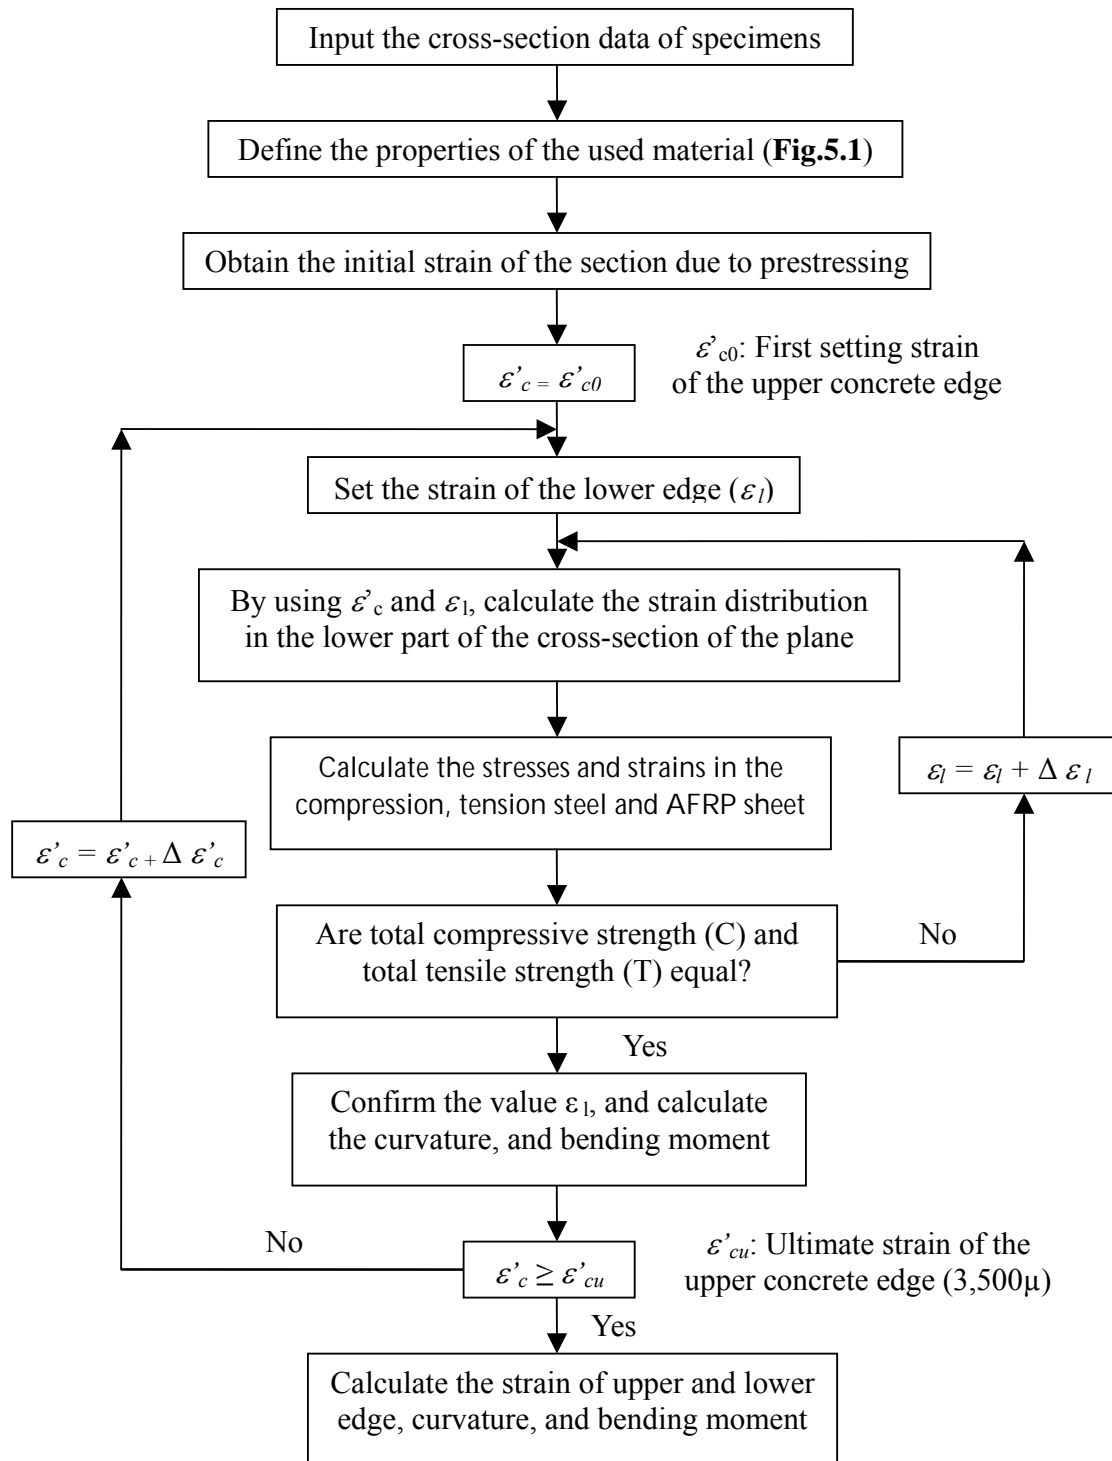 Input the cross-section data of specimens
Define the properties of the used material (Fig.5.1)
Obtain the initial strain of the section due to prestressing
ε’c = ε’c0
ε’c0: First setting strain
of the upper concrete edge
Set the strain of the lower edge (εl)
By using ε’c and εl, calculate the strain distribution
in the lower part of the cross-section of the plane
Calculate the stresses and strains in the
compression, tension steel and AFRP sheet
εl = εl + Δ εl
ε’c = ε’c + Δ ε’c
Are total compressive strength (C) and
total tensile strength (T) equal?
No
Yes
Confirm the value εl, and calculate
the curvature, and bending moment
No
ε’c ≥ ε’cu
ε’cu: Ultimate strain of the
upper concrete edge (3,500µ)
Yes
Calculate the strain of upper and lower
edge, curvature, and bending moment